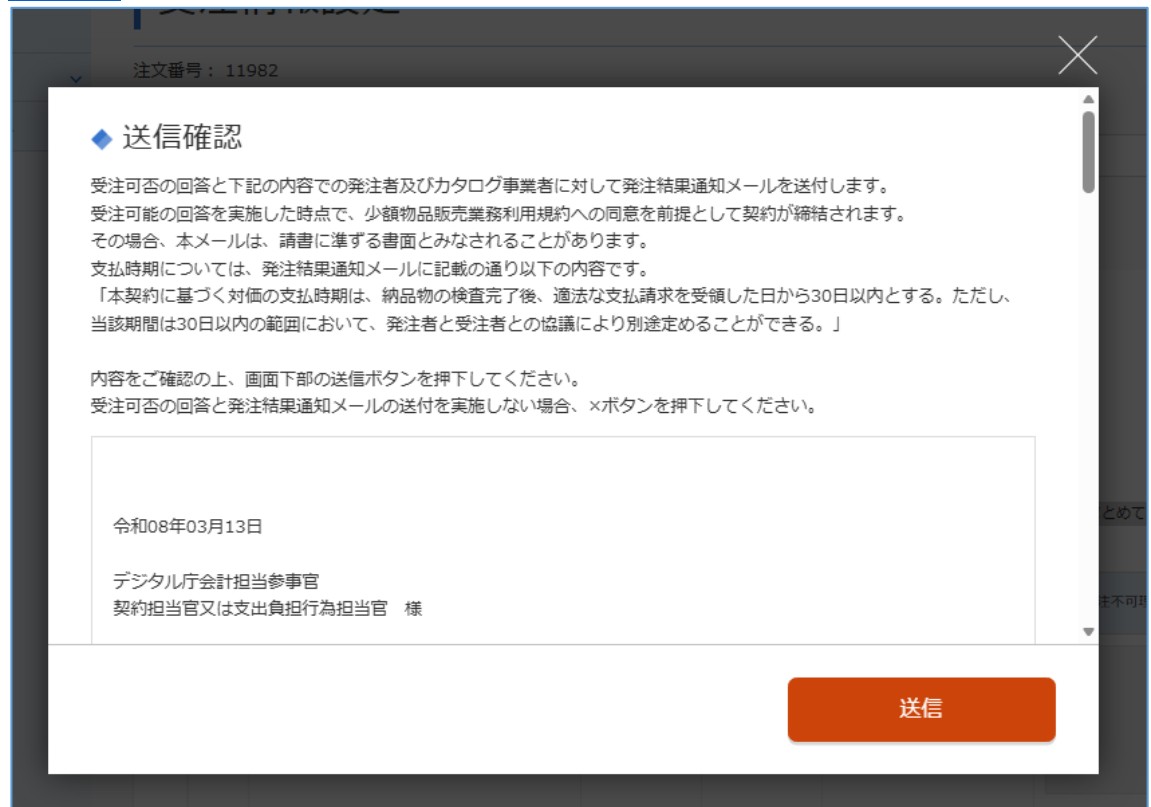 注文番号： 11982
送信確認
受注可否の回答と下記の内容での発注者及びカタログ事業者に対して発注結果通知メールを送付します。
受注可能の回答を実施した時点で、少額物品販売業務利用規約への同意を前提として契約が締結されます。
その場合、本メールは、請書に準ずる書面とみなされることがあります。
支払時期については、発注結果通知メールに記載の通り以下の内容です。
「本契約に基づく対価の支払時期は、納品物の検査完了後、適法な支払請求を受領した日から30日以内とする。ただし、
当該期間は30日以内の範囲において、発注者と受注者との協議により別途定めることができる。」
内容をご確認の上、画面下部の送信ボタンを押下してください。
受注可否の回答と発注結果通知メールの送付を実施しない場合、×ボタンを押下してください。
令和08年03月13日
デジタル庁会計担当参事官
契約担当官又は支出負担行為担当官　様
とめて
送信